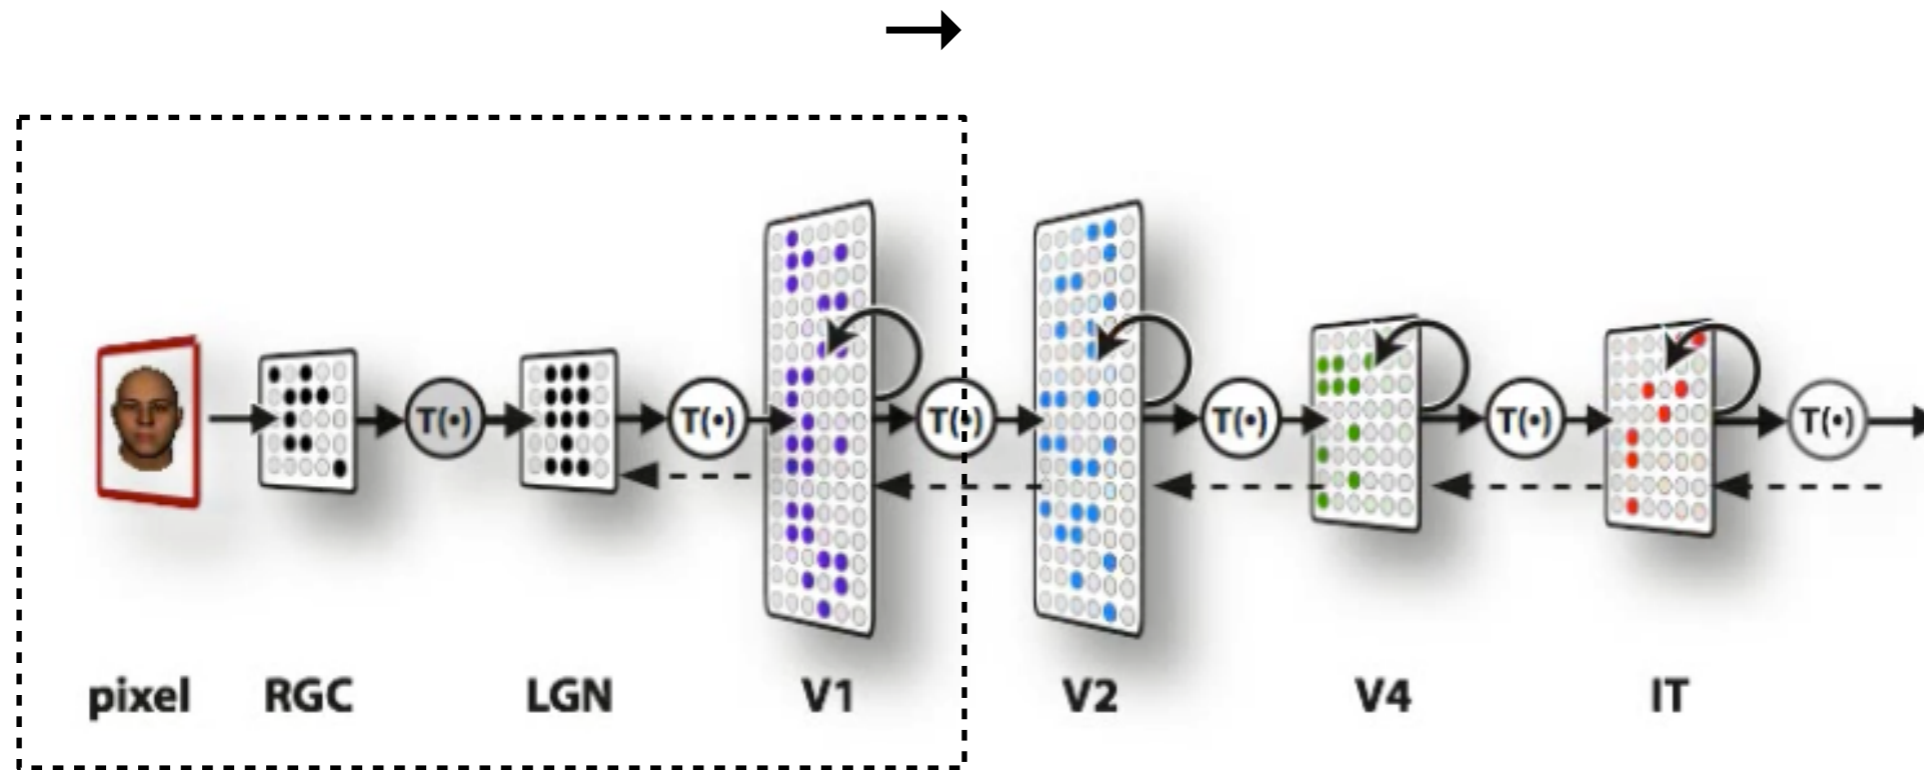 T(•) T(•) T(•) T(•) T(•) T(•)
pixel RGC LGN V1 V2 V4 IT